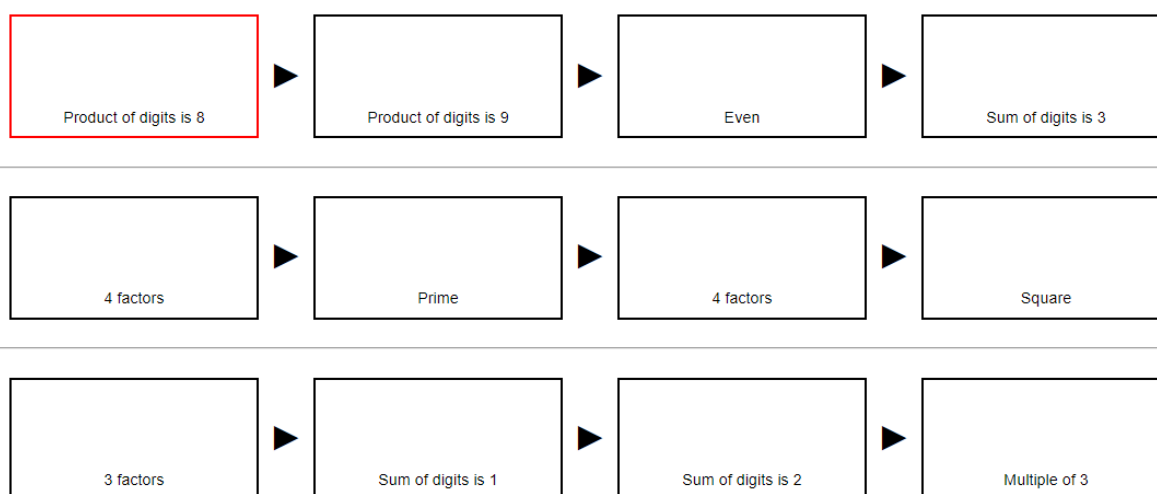 Product of digits is 8
Product of digits is 9
Even
Sum of digits is 3
4 factors
Prime
4 factors
Square
3 factors
Sum of digits is 1
Sum of digits is 2
Multiple of 3